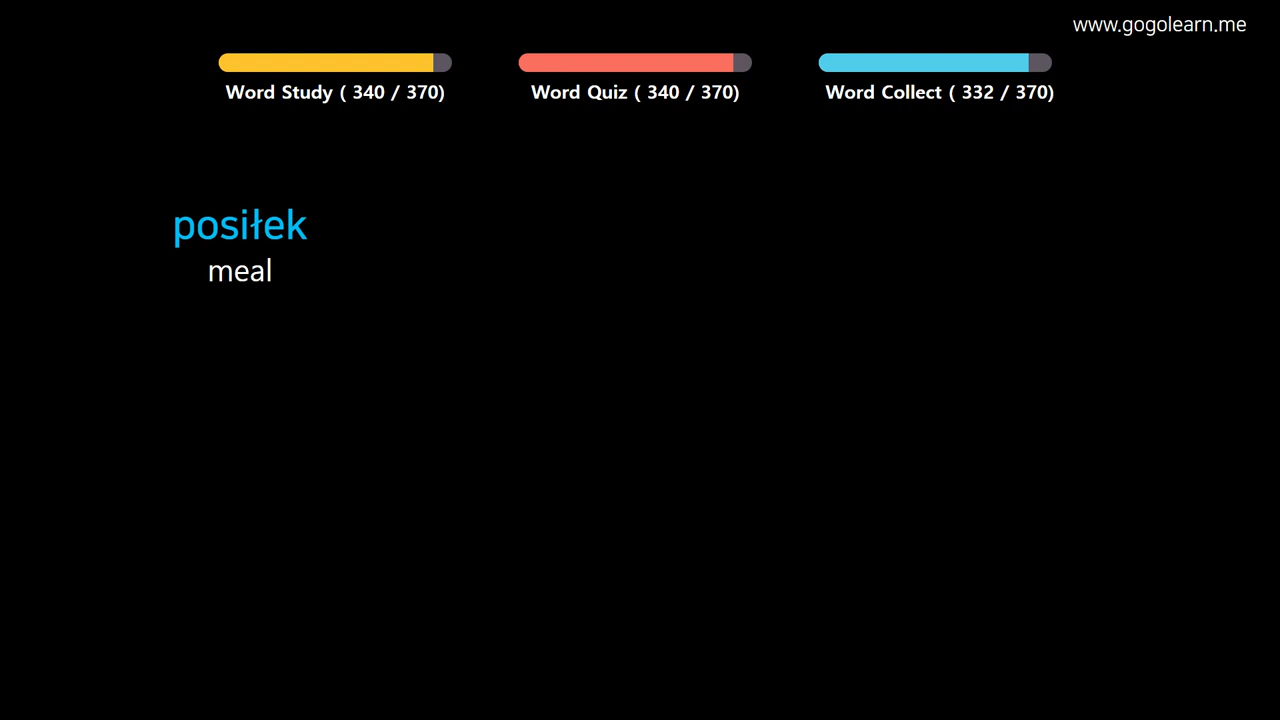 www.gogolearn.me
Word Study ( 340 / 370)
Word Quiz ( 340 / 370)
Word Collect ( 332 / 370)
posiłek
meal